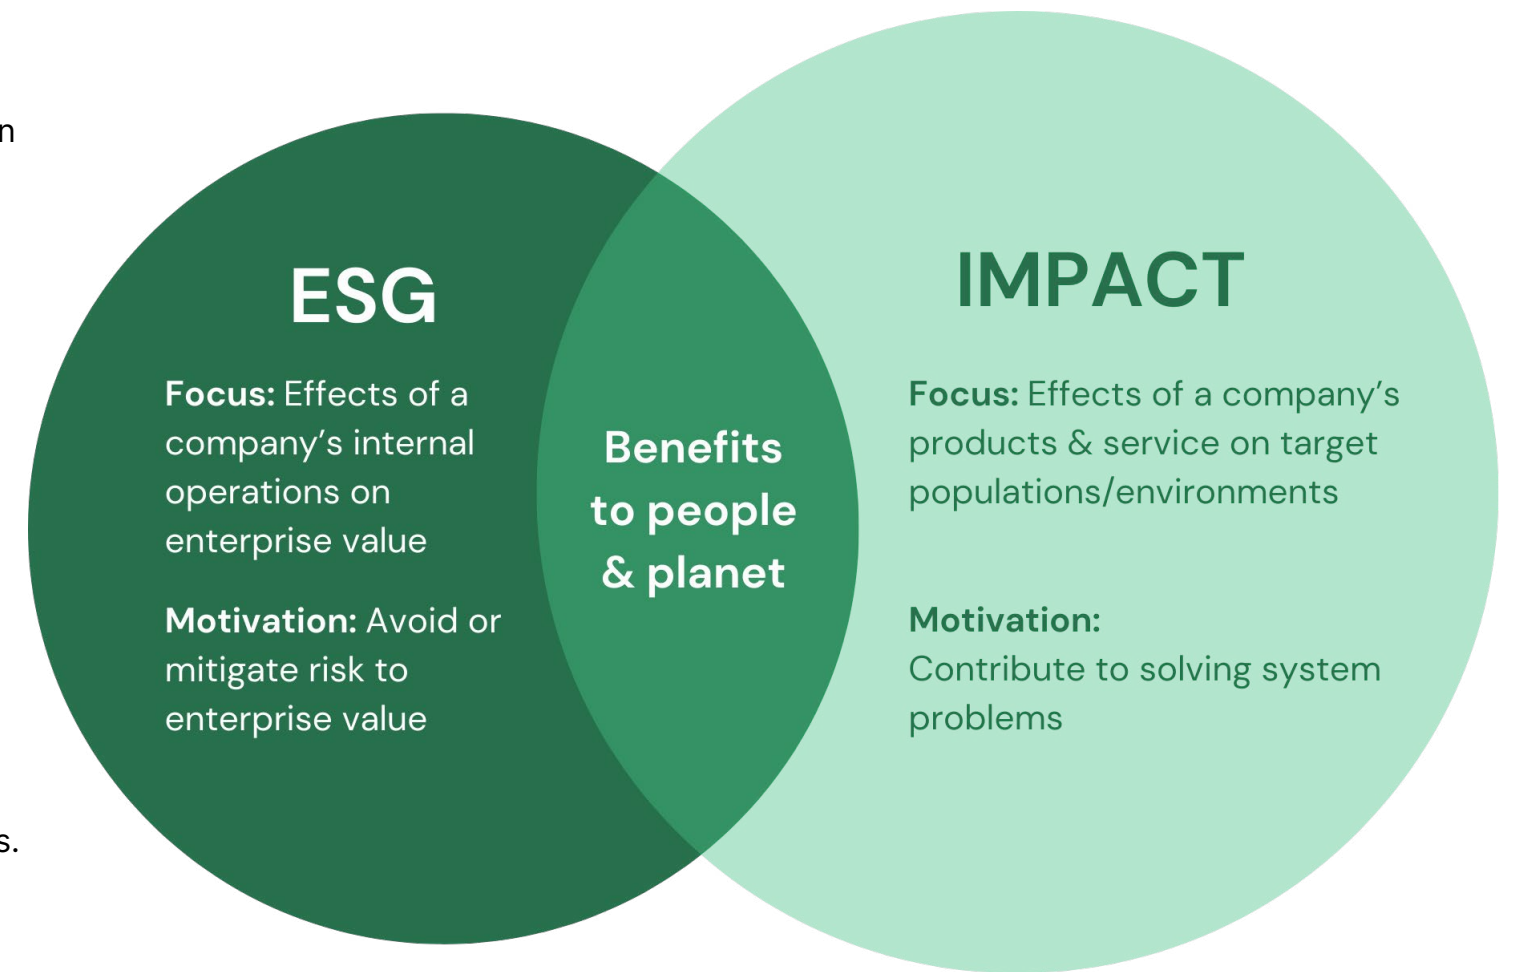 n
ESG
Focus: Effects of a
company’s internal
operations on
enterprise value
Motivation: Avoid or
mitigate risk to
enterprise value
Benefits
to people
& planet
IMPACT
Focus: Effects of a company’s
products & service on target
populations/environments
Motivation:
Contribute to solving system
problems
s.